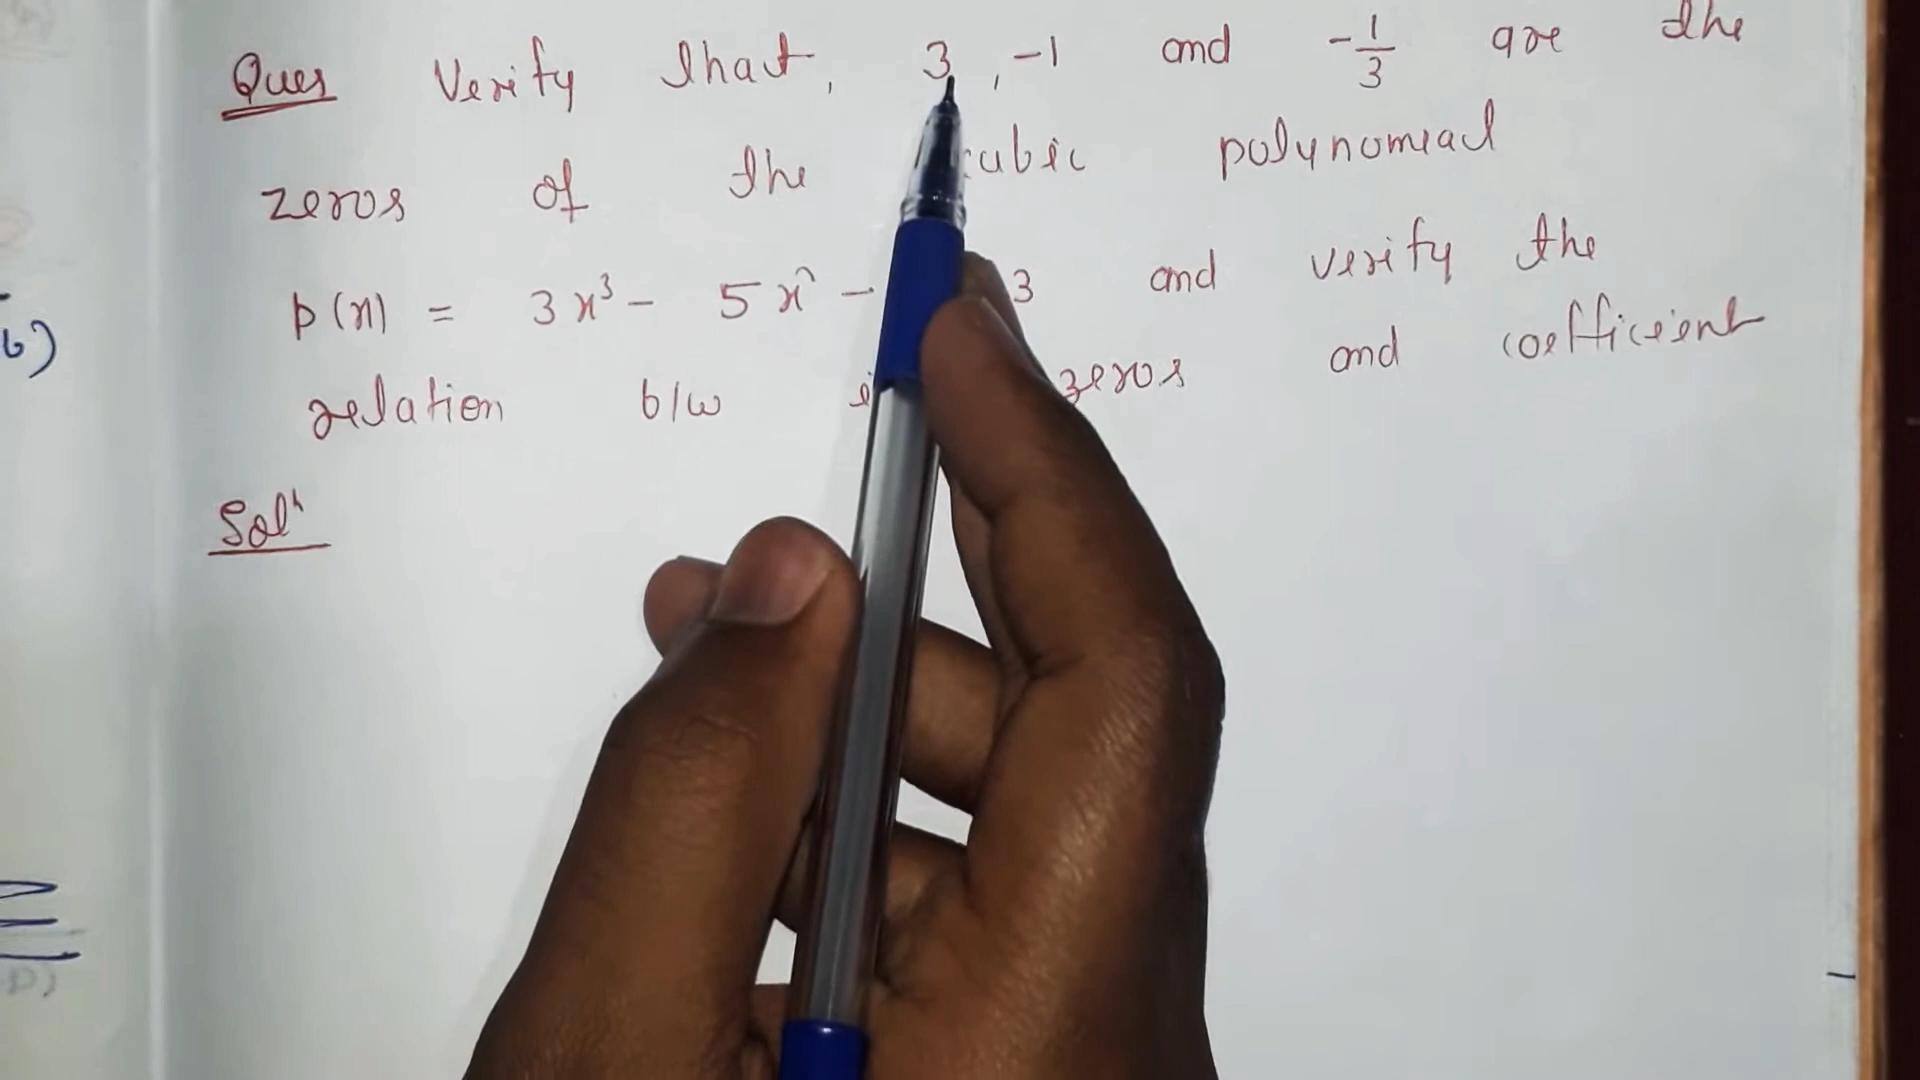 Ques Verify that, 3, -1 and -1/3 are the
zeros of the cubic polynomial
p(x) = 3x³ - 5x² - 3 and verify the
relation b/w zeros and coefficient
Solⁿ
b)